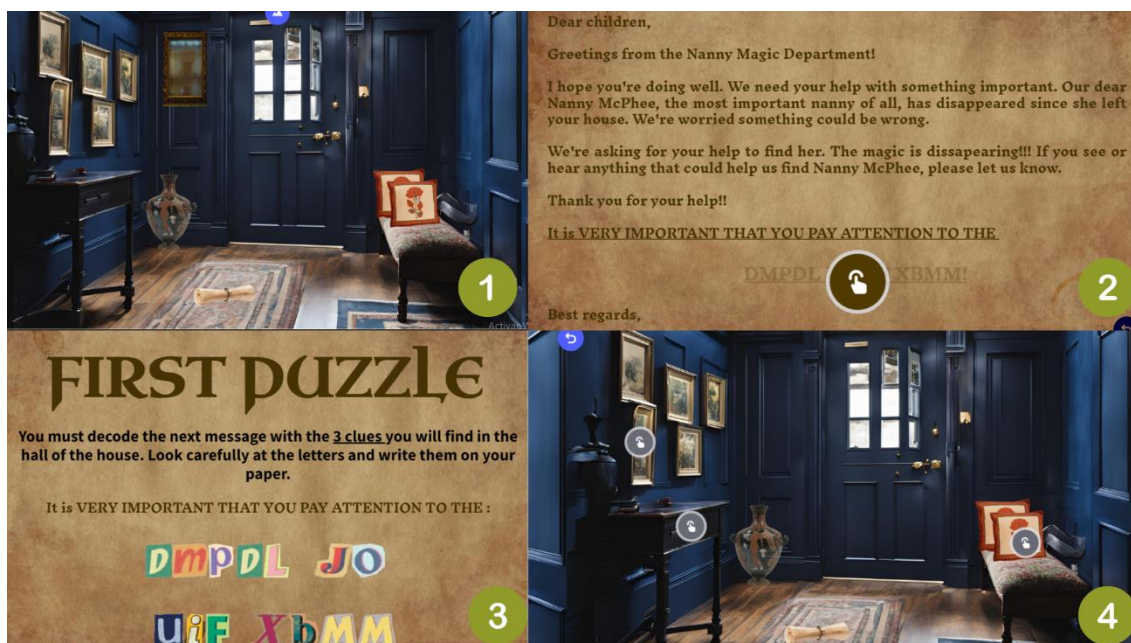 Activar
1
Dear children,
Greetings from the Nanny Magic Department!
I hope you're doing well. We need your help with something important. Our dear
Nanny McPhee, the most important nanny of all, has disappeared since she left
your house. We're worried something could be wrong.
We're asking for your help to find her. The magic is dissapearing!!! If you see or
hear anything that could help us find Nanny McPhee, please let us know.
Thank you for your help!!
It is VERY IMPORTANT THAT YOU PAY ATTENTION TO THE
DMPDL XBMM!
Best regards,
2
FIRST PUZZLE
You must decode the next message with the 3 clues you will find in the
hall of the house. Look carefully at the letters and write them on your
paper.
It is VERY IMPORTANT THAT YOU PAY ATTENTION TO THE :
DmpDL JO
UiF XbMM
3
4